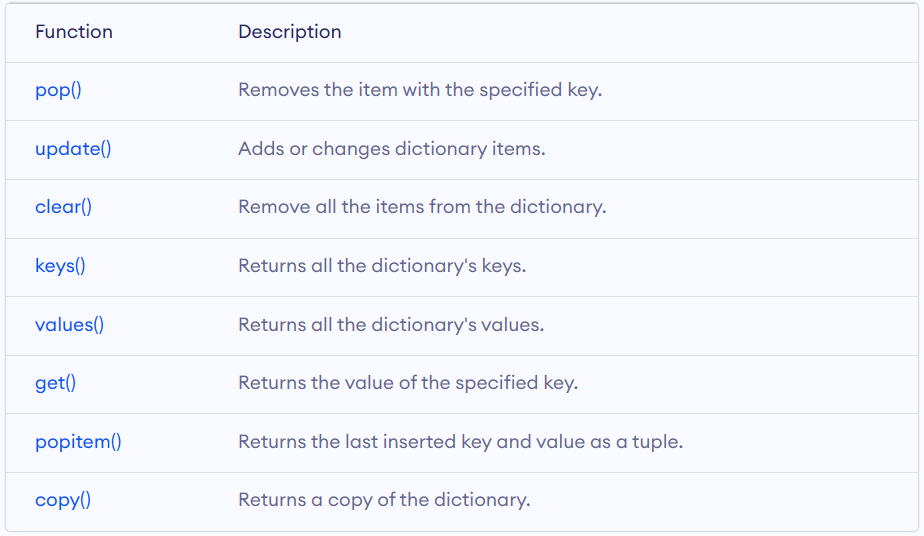 Function Description
pop() Removes the item with the specified key.
update() Adds or changes dictionary items.
clear() Remove all the items from the dictionary.
keys() Returns all the dictionary's keys.
values() Returns all the dictionary's values.
get() Returns the value of the specified key.
popitem() Returns the last inserted key and value as a tuple.
copy() Returns a copy of the dictionary.